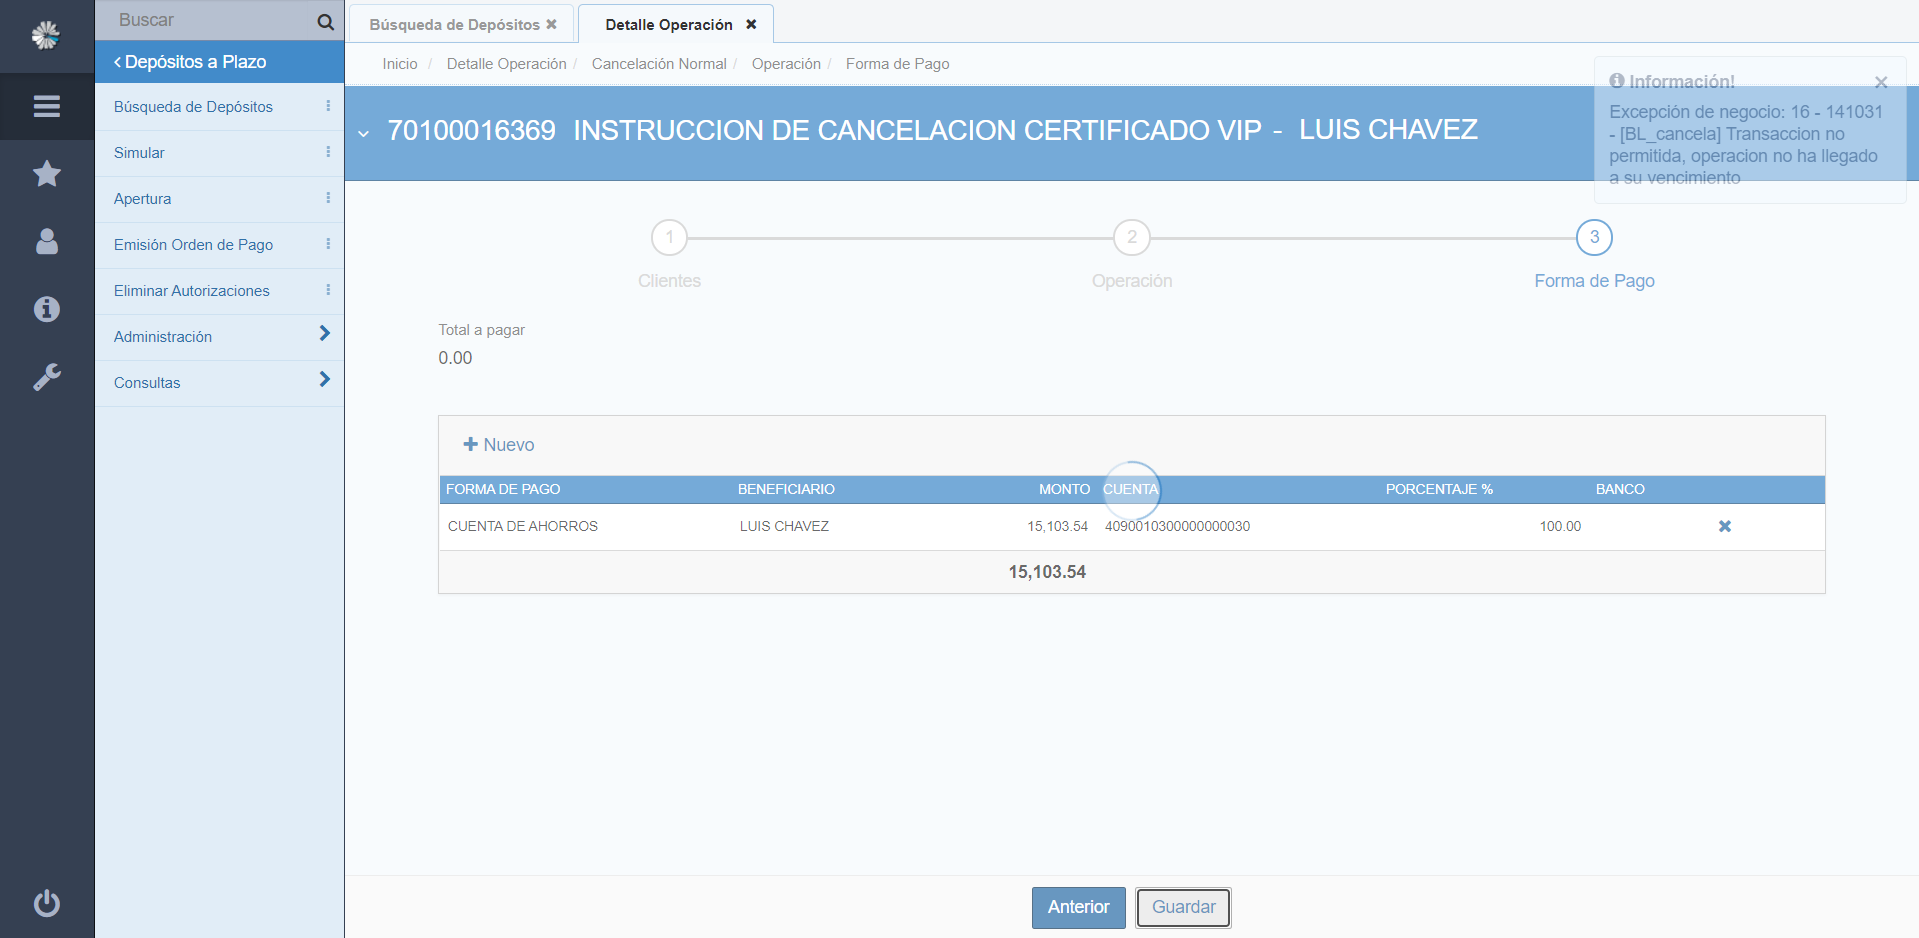 Buscar
Depósitos a Plazo
Búsqueda de Depósitos
Simular
Apertura
Emisión Orden de Pago
Eliminar Autorizaciones
Administración
Consultas
Búsqueda de Depósitos
Detalle Operación
Inicio / Detalle Operación / Cancelación Normal / Operación / Forma de Pago
70100016369 INSTRUCCION DE CANCELACION CERTIFICADO VIP - LUIS CHAVEZ
Información!
Excepción de negocio: 16 - 141031
- [BL_cancela] Transaccion no
permitida, operacion no ha llegado
a su vencimiento
1 2 3
Clientes Operación Forma de Pago
Total a pagar
0.00
Nuevo
FORMA DE PAGO BENEFICIARIO MONTO CUENTA PORCENTAJE % BANCO
CUENTA DE AHORROS LUIS CHAVEZ 15,103.54 4090010300000000030 100.00
15,103.54
Anterior Guardar